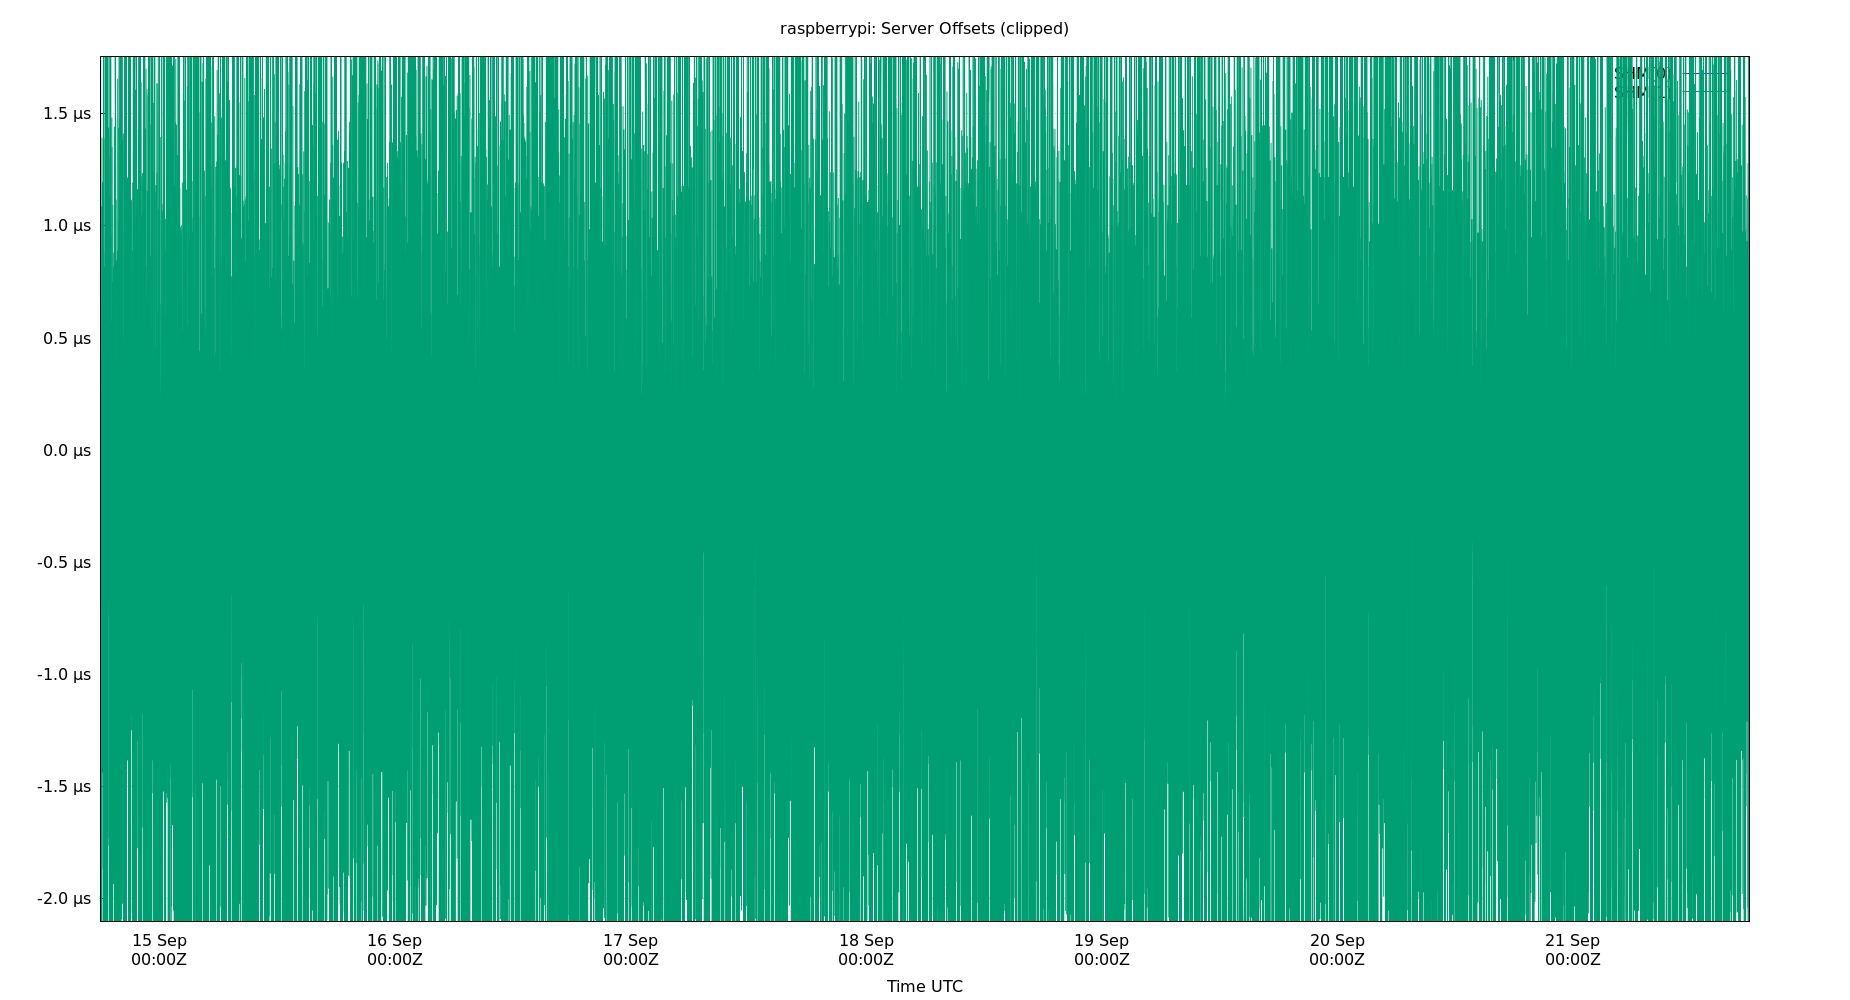 raspberrypi: Server Offsets (clipped)
1.5 µs
1.0 µs
0.5 µs
0.0 µs
-0.5 µs
-1.0 µs
-1.5 µs
-2.0 µs
15 Sep
00:00Z
16 Sep
00:00Z
17 Sep
00:00Z
18 Sep
00:00Z
19 Sep
00:00Z
20 Sep
00:00Z
21 Sep
00:00Z
Time UTC